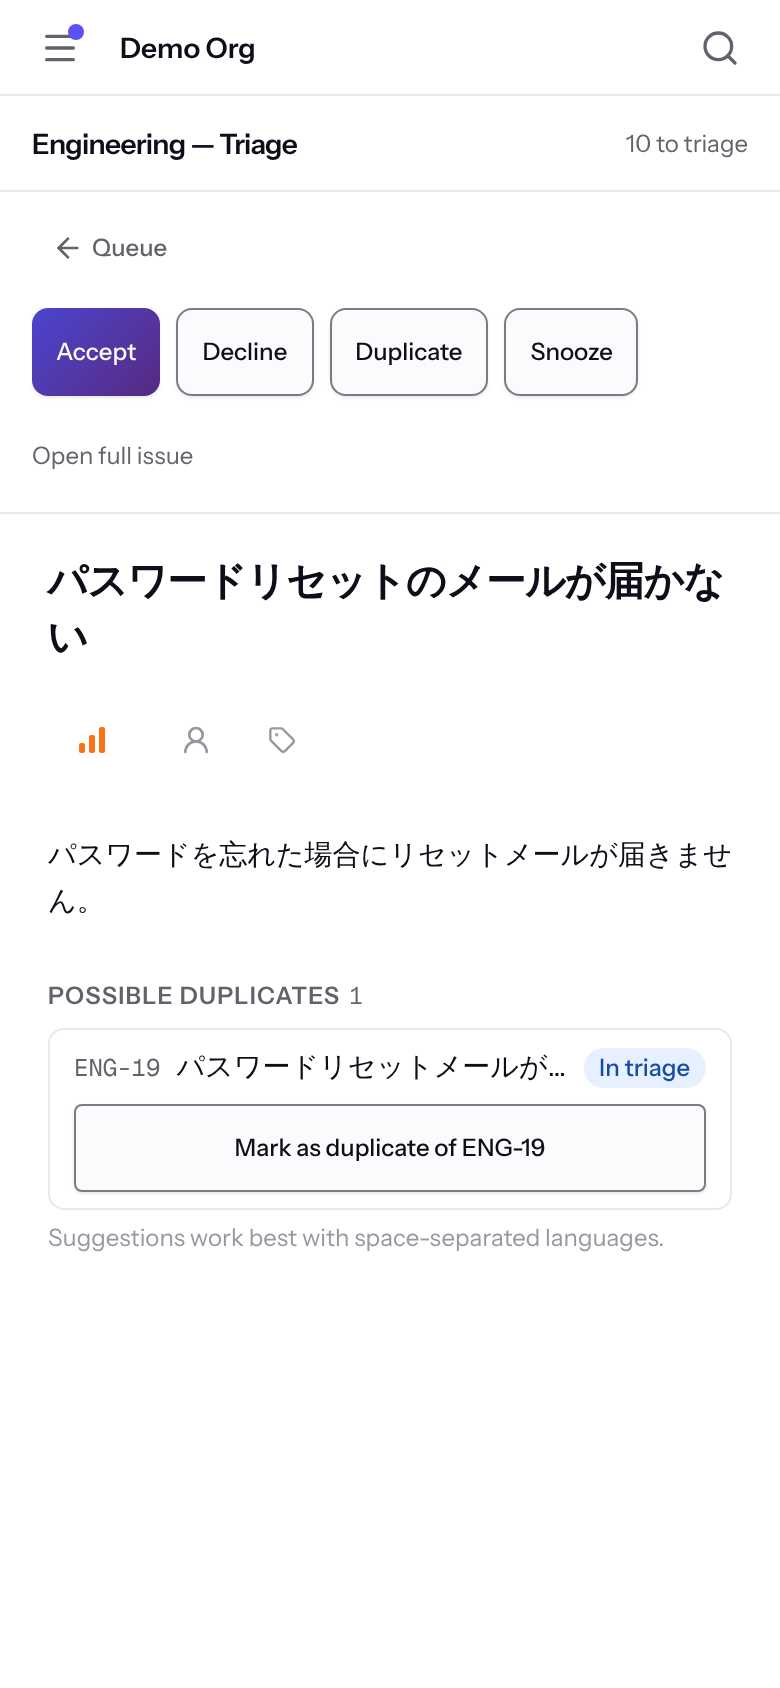 Demo Org
Engineering — Triage
10 to triage
Queue
Accept
Decline
Duplicate
Snooze
Open full issue
パスワードリセットのメールが届かな
い
パスワードを忘れた場合にリセットメールが届きませ
ん。
POSSIBLE DUPLICATES 1
ENG-19 パスワードリセットメールが… In triage
Mark as duplicate of ENG-19
Suggestions work best with space-separated languages.